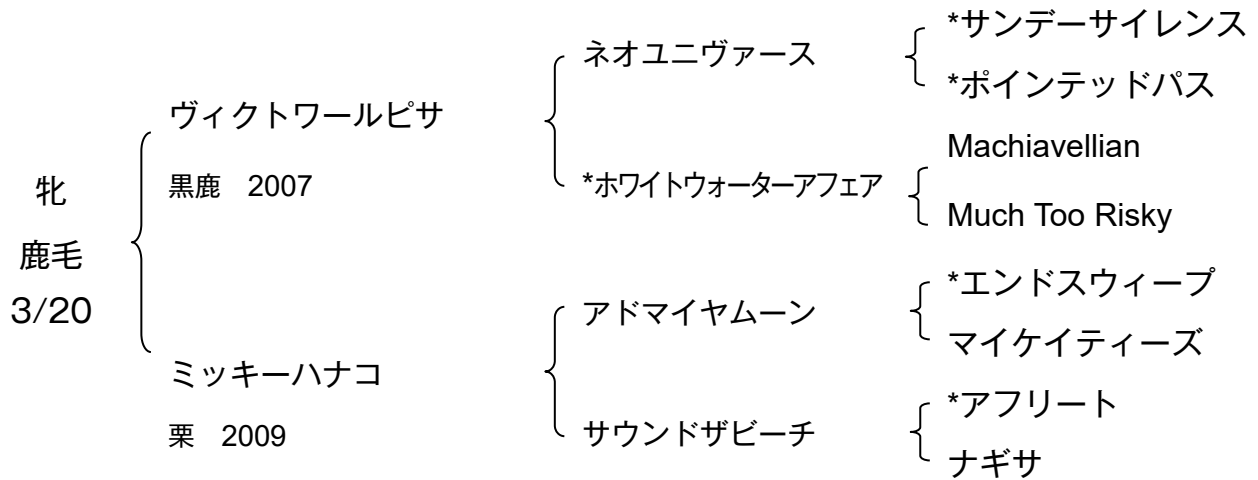 牝
鹿毛
3/20
ヴィクトワールピサ
黒鹿　2007
ミッキーハナコ
栗　2009
ネオユニヴァース
*ホワイトウォーターアフェア
アドマイヤムーン
サウンドザビーチ
*サンデーサイレンス
*ポインテッドパス
Machiavellian
Much Too Risky
*エンドスウィープ
マイケイティーズ
*アフリート
ナギサ